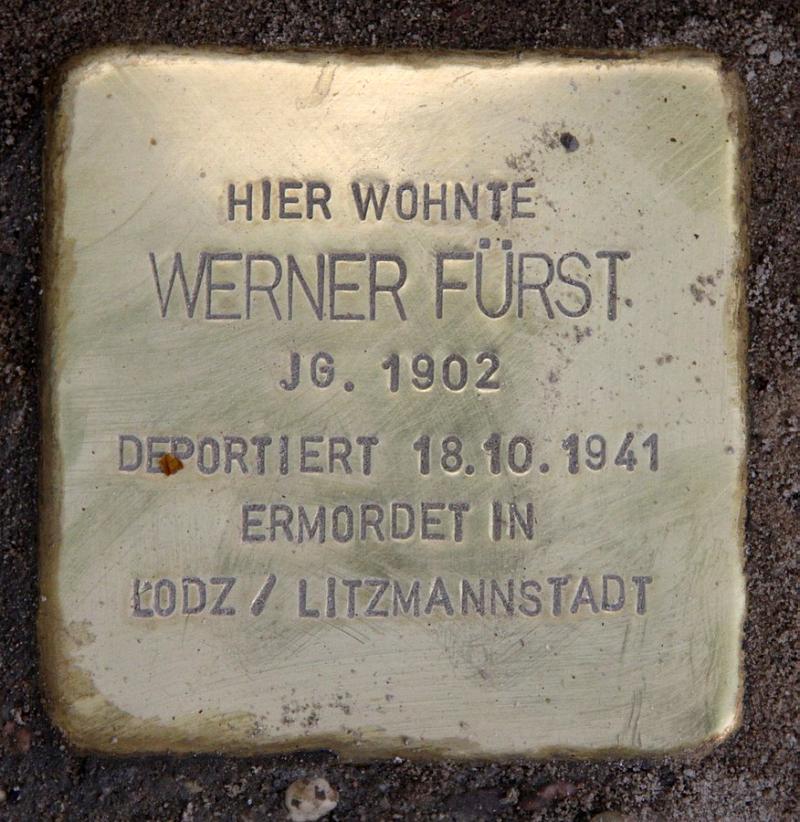 HIER WOHNTE
WERNER FÜRST
JG. 1902
DEPORTIERT 18.10.1941
ERMORDET IN
ŁODZ / LITZMANNSTADT